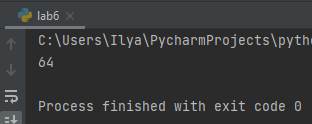 lab6
C:\Users\Ilya\PycharmProjects\pytho
64
Process finished with exit code 0